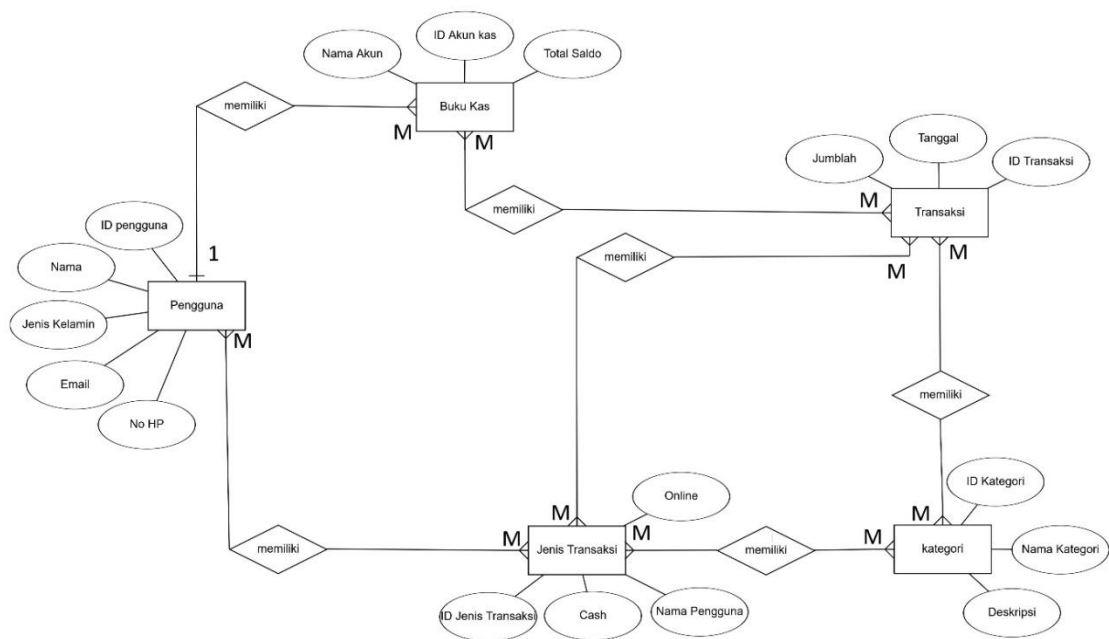 ID Akun kas
Nama Akun
Total Saldo
memiliki
Buku Kas
M
M
Tanggal
Jumblah
ID Transaksi
memiliki
M
Transaksi
ID pengguna
1
memiliki
M
M
Nama
Pengguna
Jenis Kelamin
M
Email
memiliki
No HP
ID Kategori
Online
M
M
M
M
memiliki
Jenis Transaksi
memiliki
M
kategori
Nama Kategori
ID Jenis Transaksi
Cash
Nama Pengguna
Deskripsi